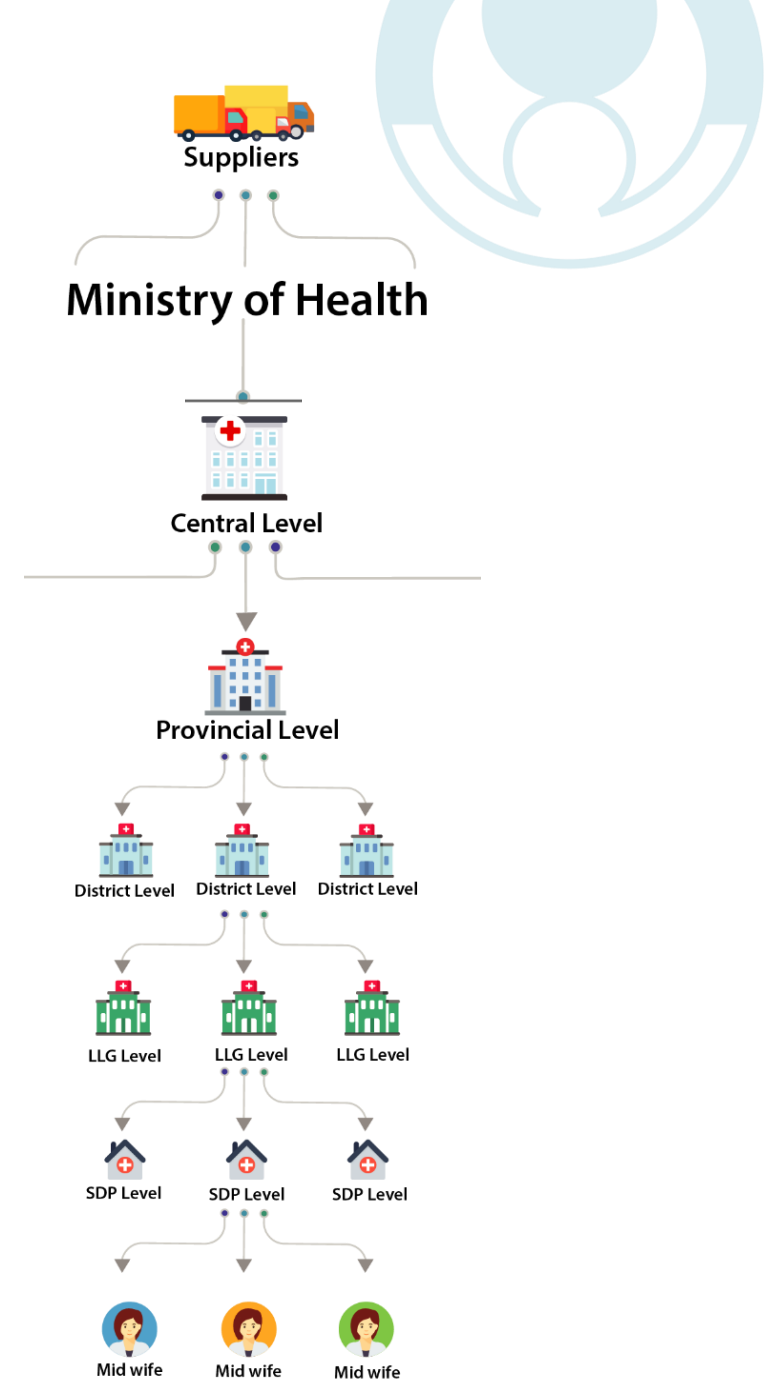 Suppliers
Ministry of Health
Central Level
Provincial Level
District Level
District Level
District Level
LLG Level
LLG Level
LLG Level
SDP Level
SDP Level
SDP Level
Mid wife
Mid wife
Mid wife